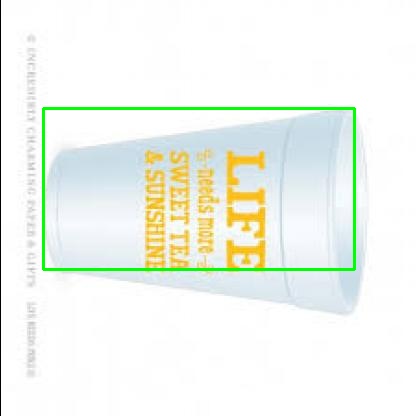 LIFE
needs more
SWEET TEA
& SUNSHINE
© INCREDIBLY CHARMING PAPER & GIFTS